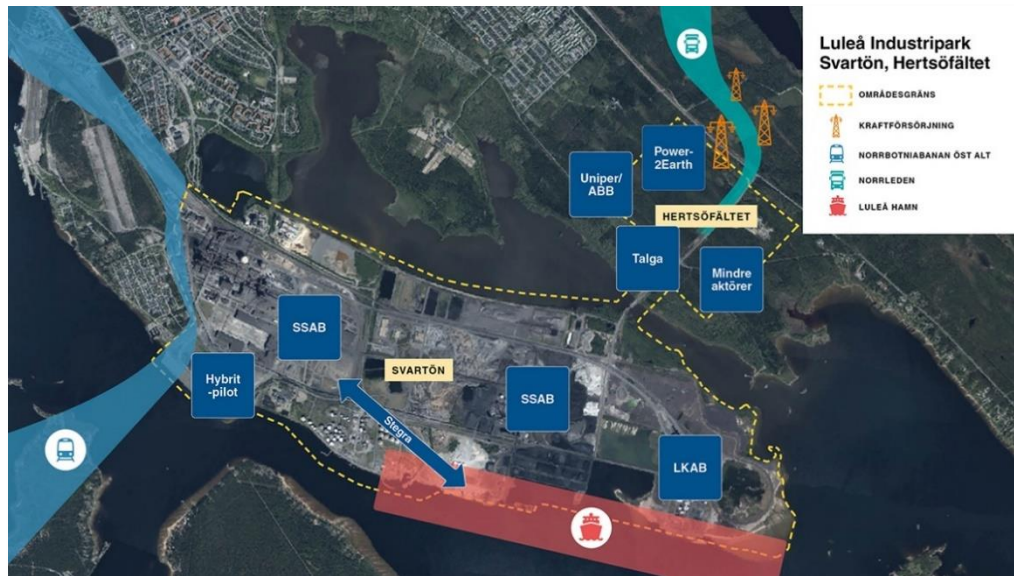 Luleå Industripark
Svartön, Hertsöfältet
OMRÅDESGRÄNS
KRAFTFÖRSÖRJNING
NORRBOTNIABANAN ÖST ALT
NORRLEDEN
LULEÅ HAMN
Power-
2Earth
Uniper/
ABB
HERTSÖFÄLTET
Talga
Mindre
aktörer
SSAB
SVARTÖN
Hybrit
-pilot
SSAB
Stegra
LKAB